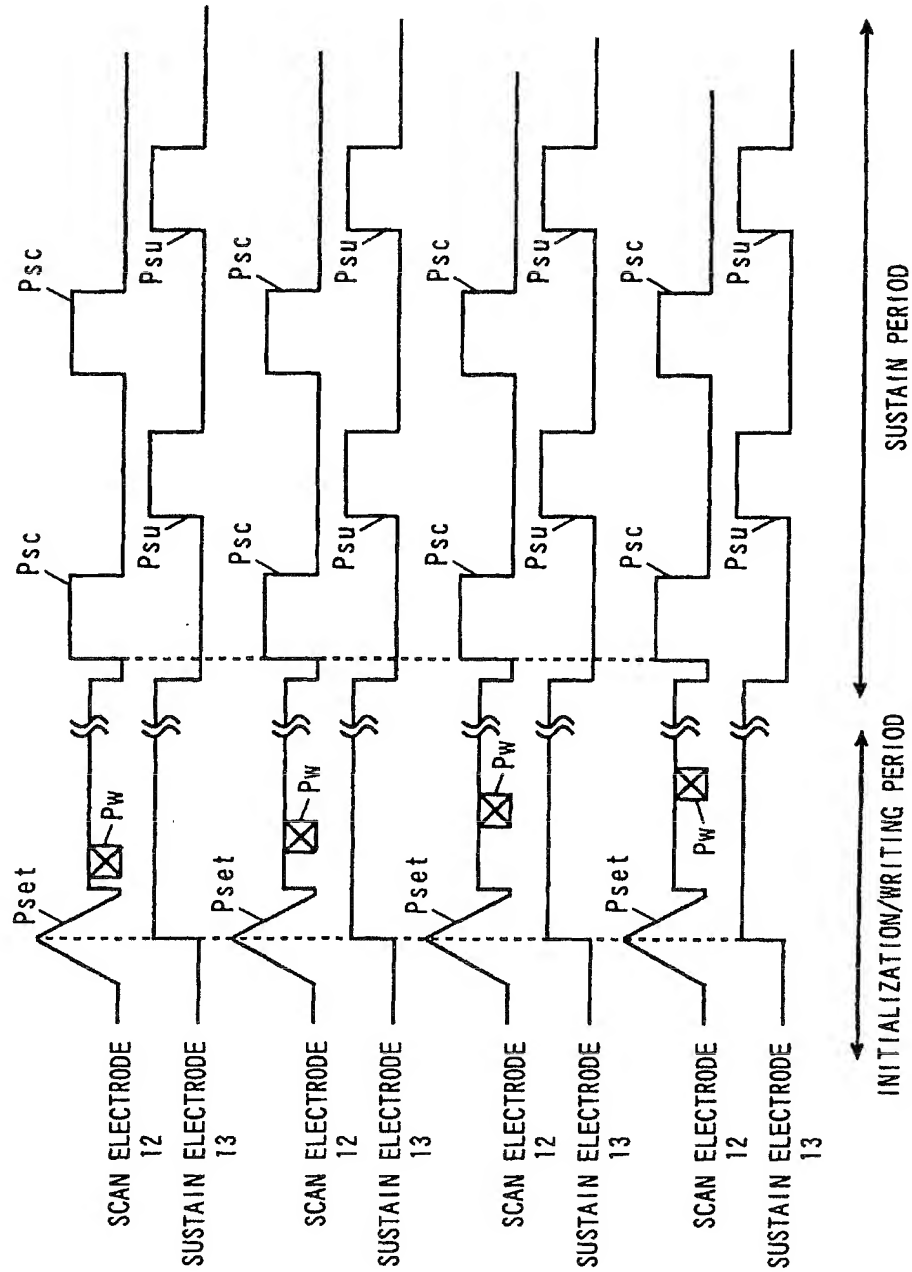 SCAN ELECTRODE
12
Pset
Pw
Psc
Psc
SUSTAIN ELECTRODE
13
Psu
Psu
SCAN ELECTRODE
12
Pset
Pw
Psc
Psc
SUSTAIN ELECTRODE
13
Psu
Psu
SCAN ELECTRODE
12
Pset
Pw
Psc
Psc
SUSTAIN ELECTRODE
13
Psu
Psu
SCAN ELECTRODE
12
Pset
Pw
Psc
Psc
SUSTAIN ELECTRODE
13
Psu
Psu
INITIALIZATION/WRITING PERIOD
SUSTAIN PERIOD